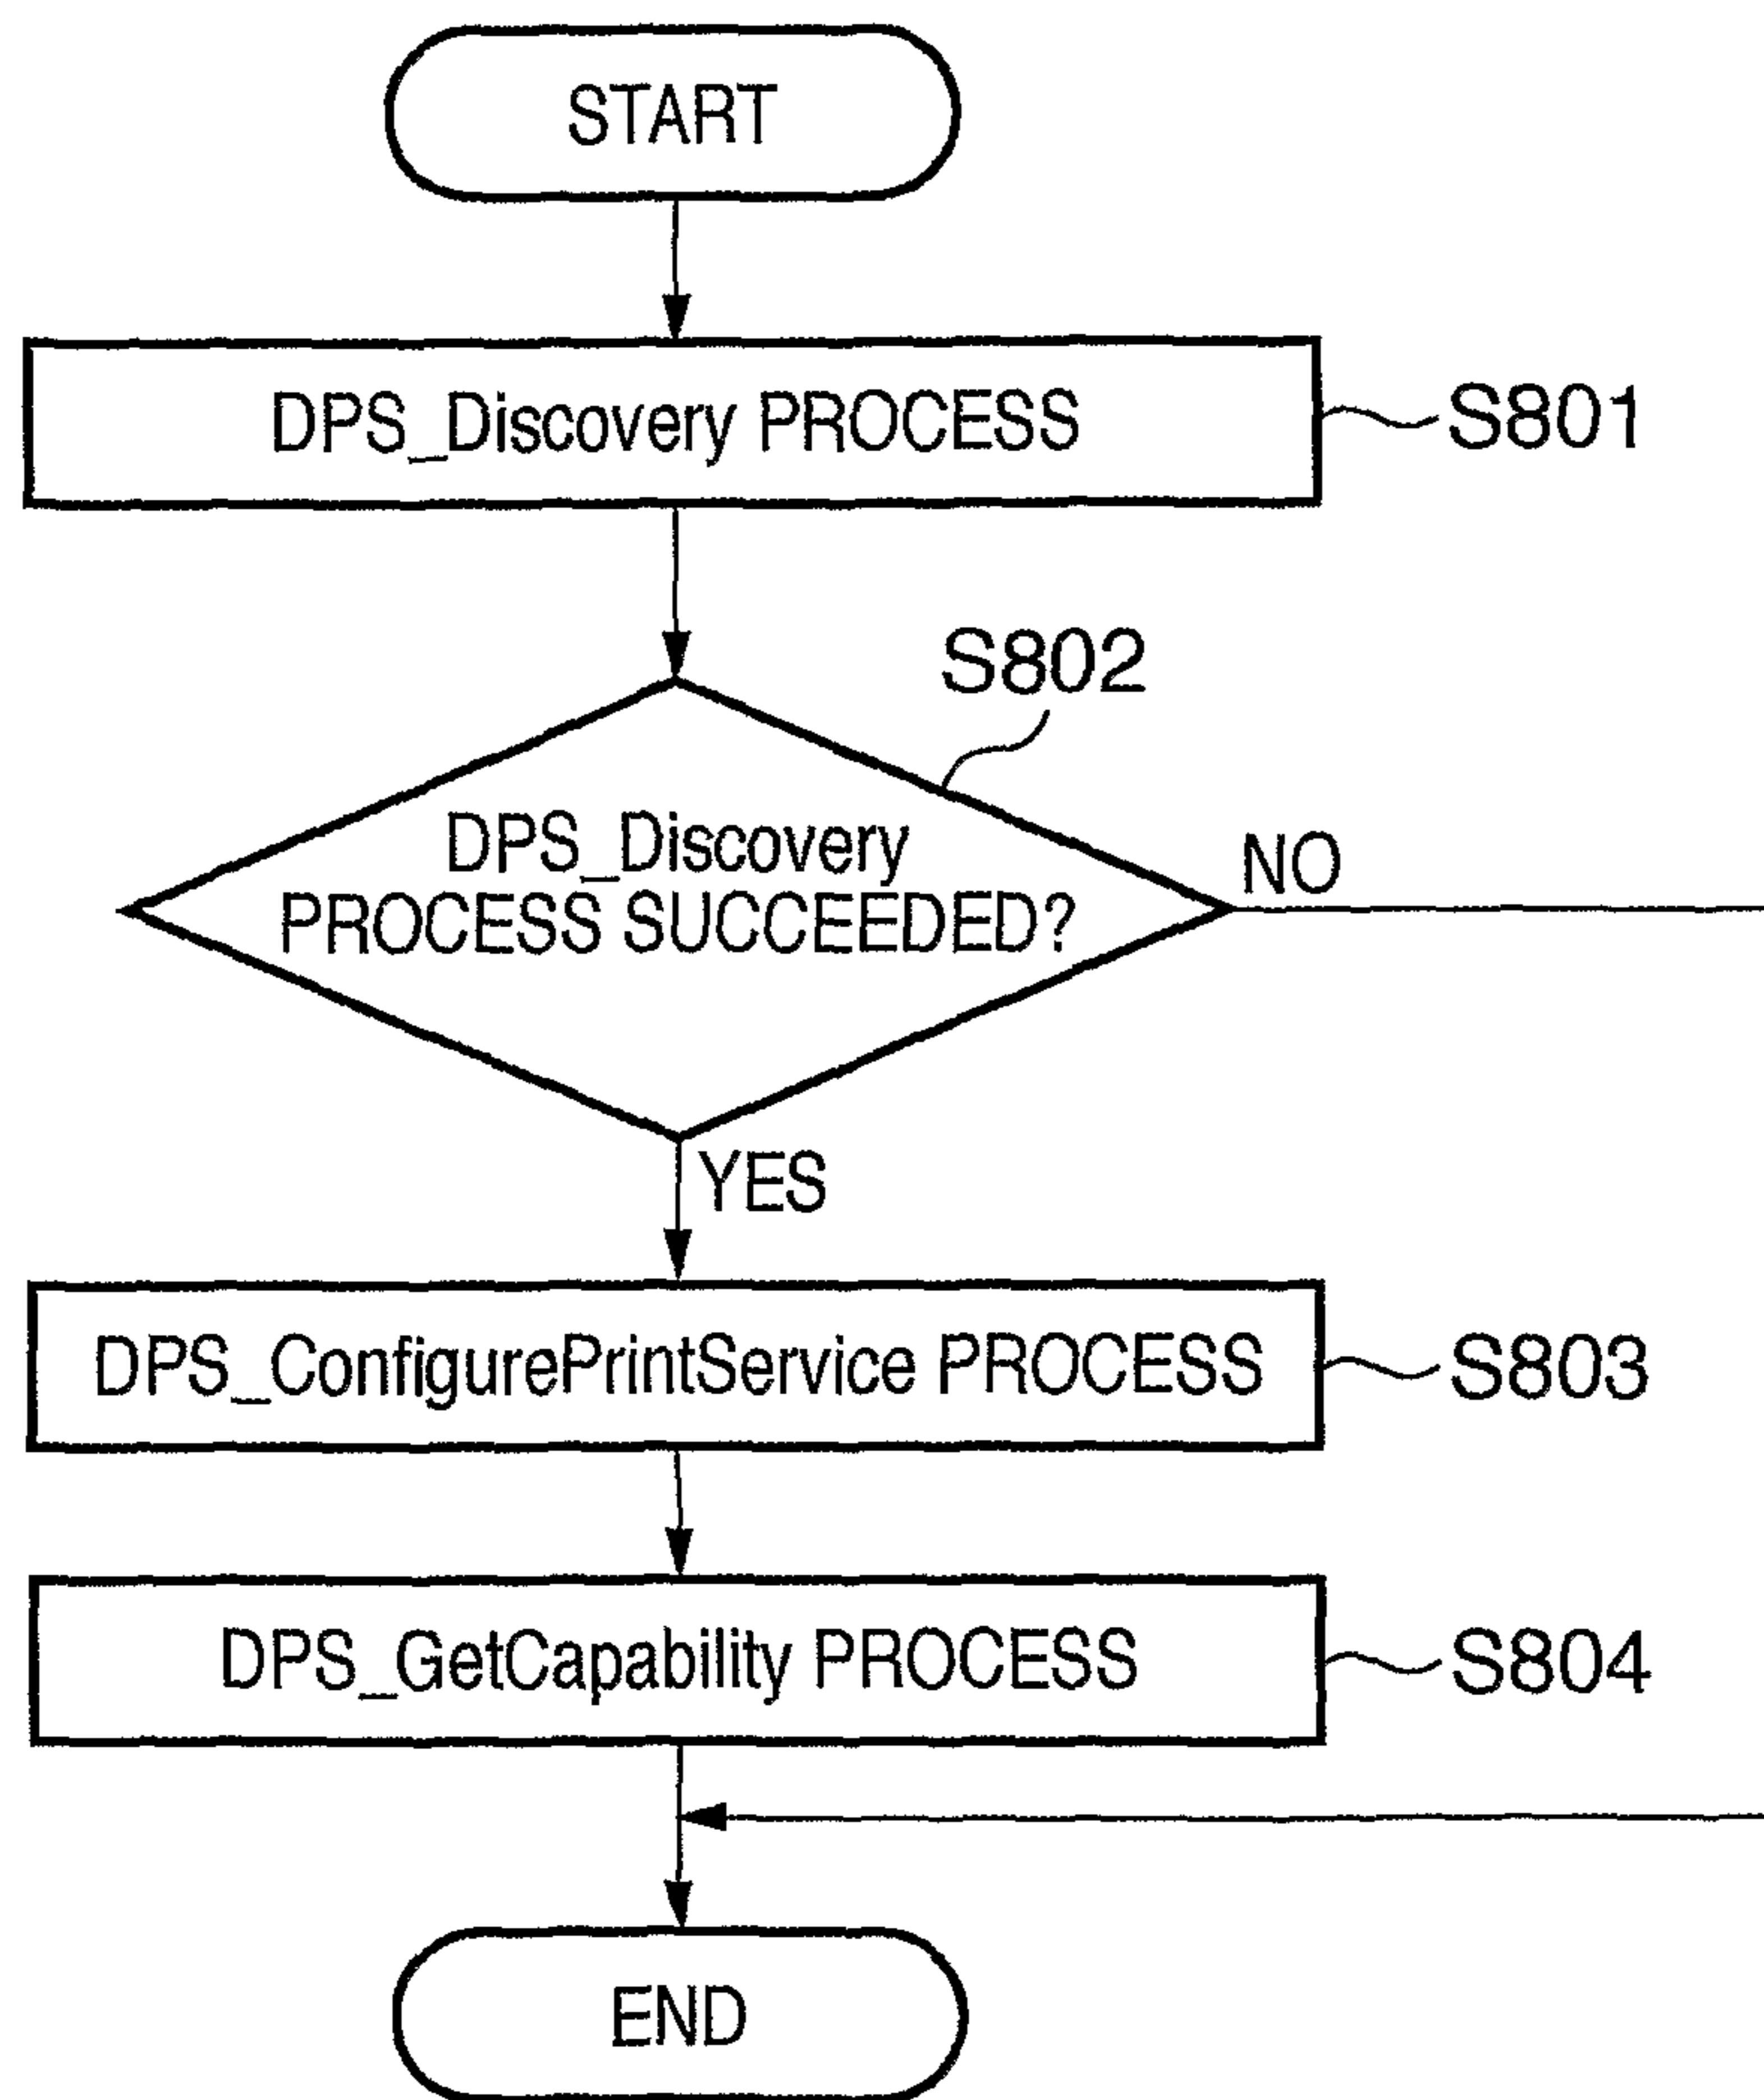 START
DPS_Discovery PROCESS
S801
S802
DPS_Discovery
PROCESS SUCCEEDED?
NO
YES
DPS_ConfigurePrintService PROCESS
S803
DPS_GetCapability PROCESS
S804
END